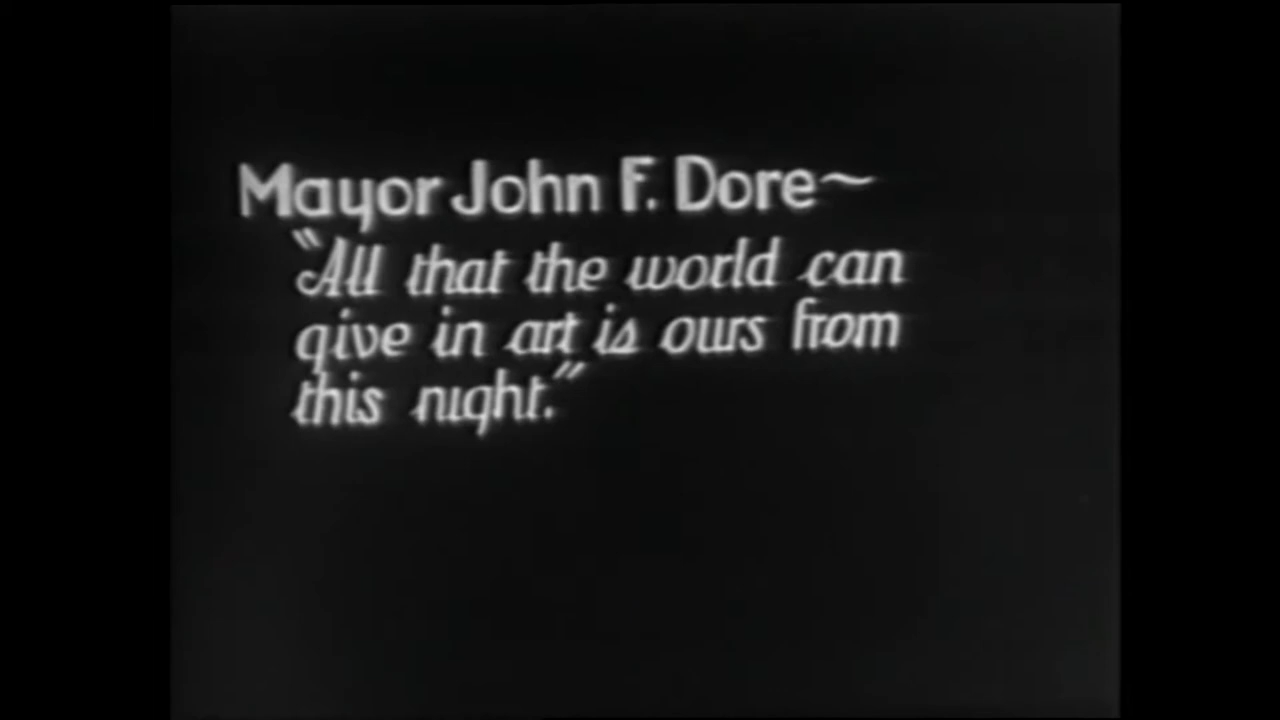 Mayor John F. Dore~
"All that the world can
give in art is ours from
this night."